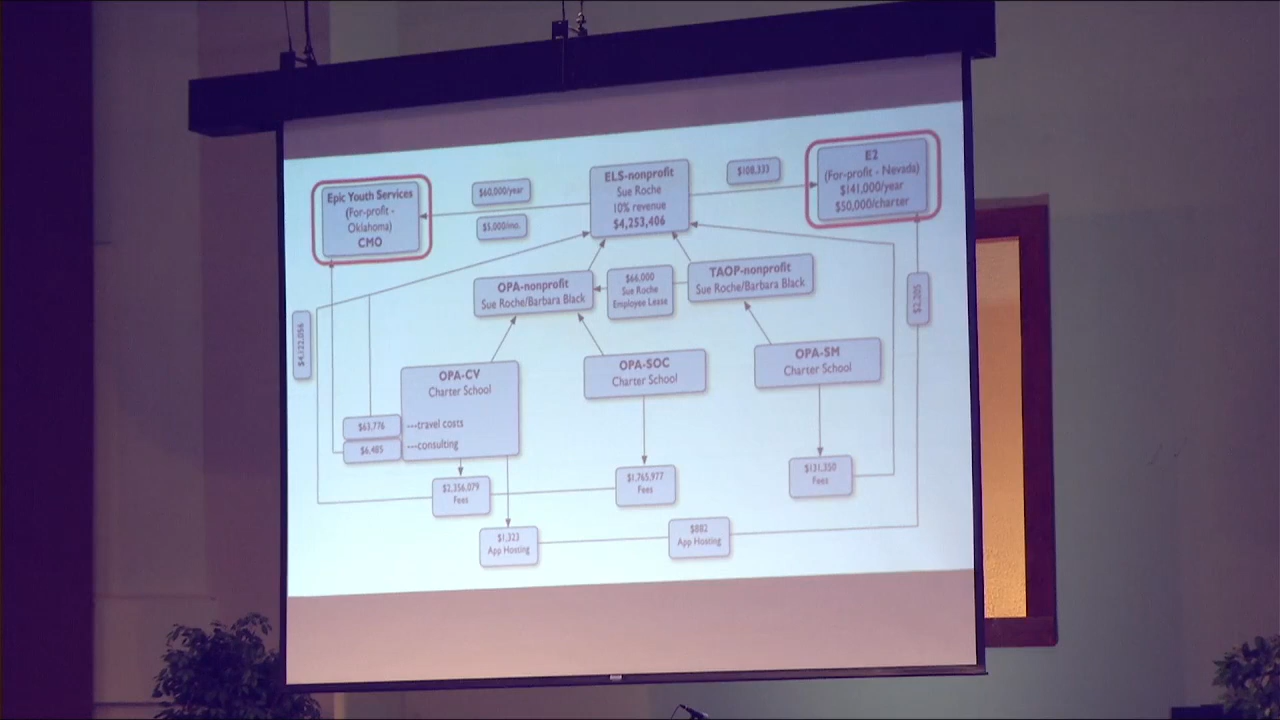 Epic Youth Services
(For-profit -
Oklahoma)
CMO
$60,000/year
$5,000/mo.
ELS-nonprofit
Sue Roche
10% revenue
$4,253,406
$108,333
E2
(For-profit - Nevada)
$141,000/year
$50,000/charter
OPA-nonprofit
Sue Roche/Barbara Black
$66,000
Sue Roche
Employee Lease
TAOP-nonprofit
Sue Roche/Barbara Black
$2,205
$4,122,056
OPA-CV
Charter School
OPA-SOC
Charter School
OPA-SM
Charter School
$63,776
---travel costs
$6,485
---consulting
$2,356,079
Fees
$1,765,977
Fees
$131,350
Fees
$1,323
App Hosting
$882
App Hosting